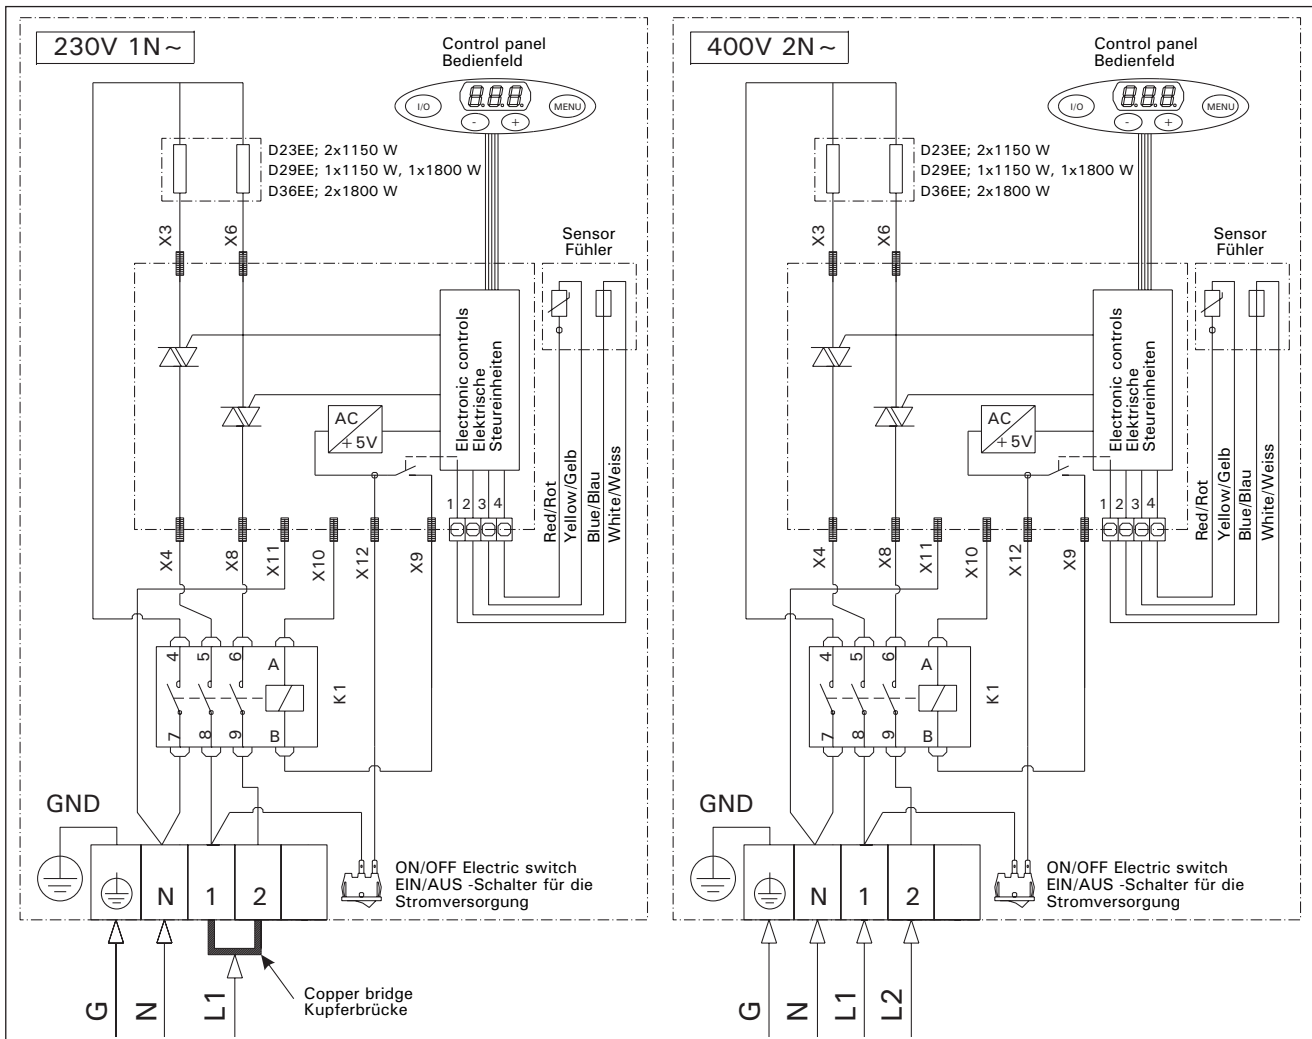 230V 1N~
Control panel
Bedienfeld
I/O
888
MENU
-
+
D23EE; 2x1150 W
D29EE; 1x1150 W, 1x1800 W
D36EE; 2x1800 W
X3
X6
Sensor
Fühler
Electronic controls
Elektrische
Steureinheiten
AC
+5V
1
2
3
4
Red/Rot
Yellow/Gelb
Blue/Blau
White/Weiss
X4
X8
X11
X10
X12
X9
4
5
6
A
K1
7
8
9
B
GND
N
1
2
ON/OFF Electric switch
EIN/AUS -Schalter für die
Stromversorgung
G
N
L1
Copper bridge
Kupferbrücke
400V 2N~
Control panel
Bedienfeld
I/O
888
MENU
-
+
D23EE; 2x1150 W
D29EE; 1x1150 W, 1x1800 W
D36EE; 2x1800 W
X3
X6
Sensor
Fühler
Electronic controls
Elektrische
Steureinheiten
AC
+5V
1
2
3
4
Red/Rot
Yellow/Gelb
Blue/Blau
White/Weiss
X4
X8
X11
X10
X12
X9
4
5
6
A
K1
7
8
9
B
GND
N
1
2
ON/OFF Electric switch
EIN/AUS -Schalter für die
Stromversorgung
G
N
L1
L2